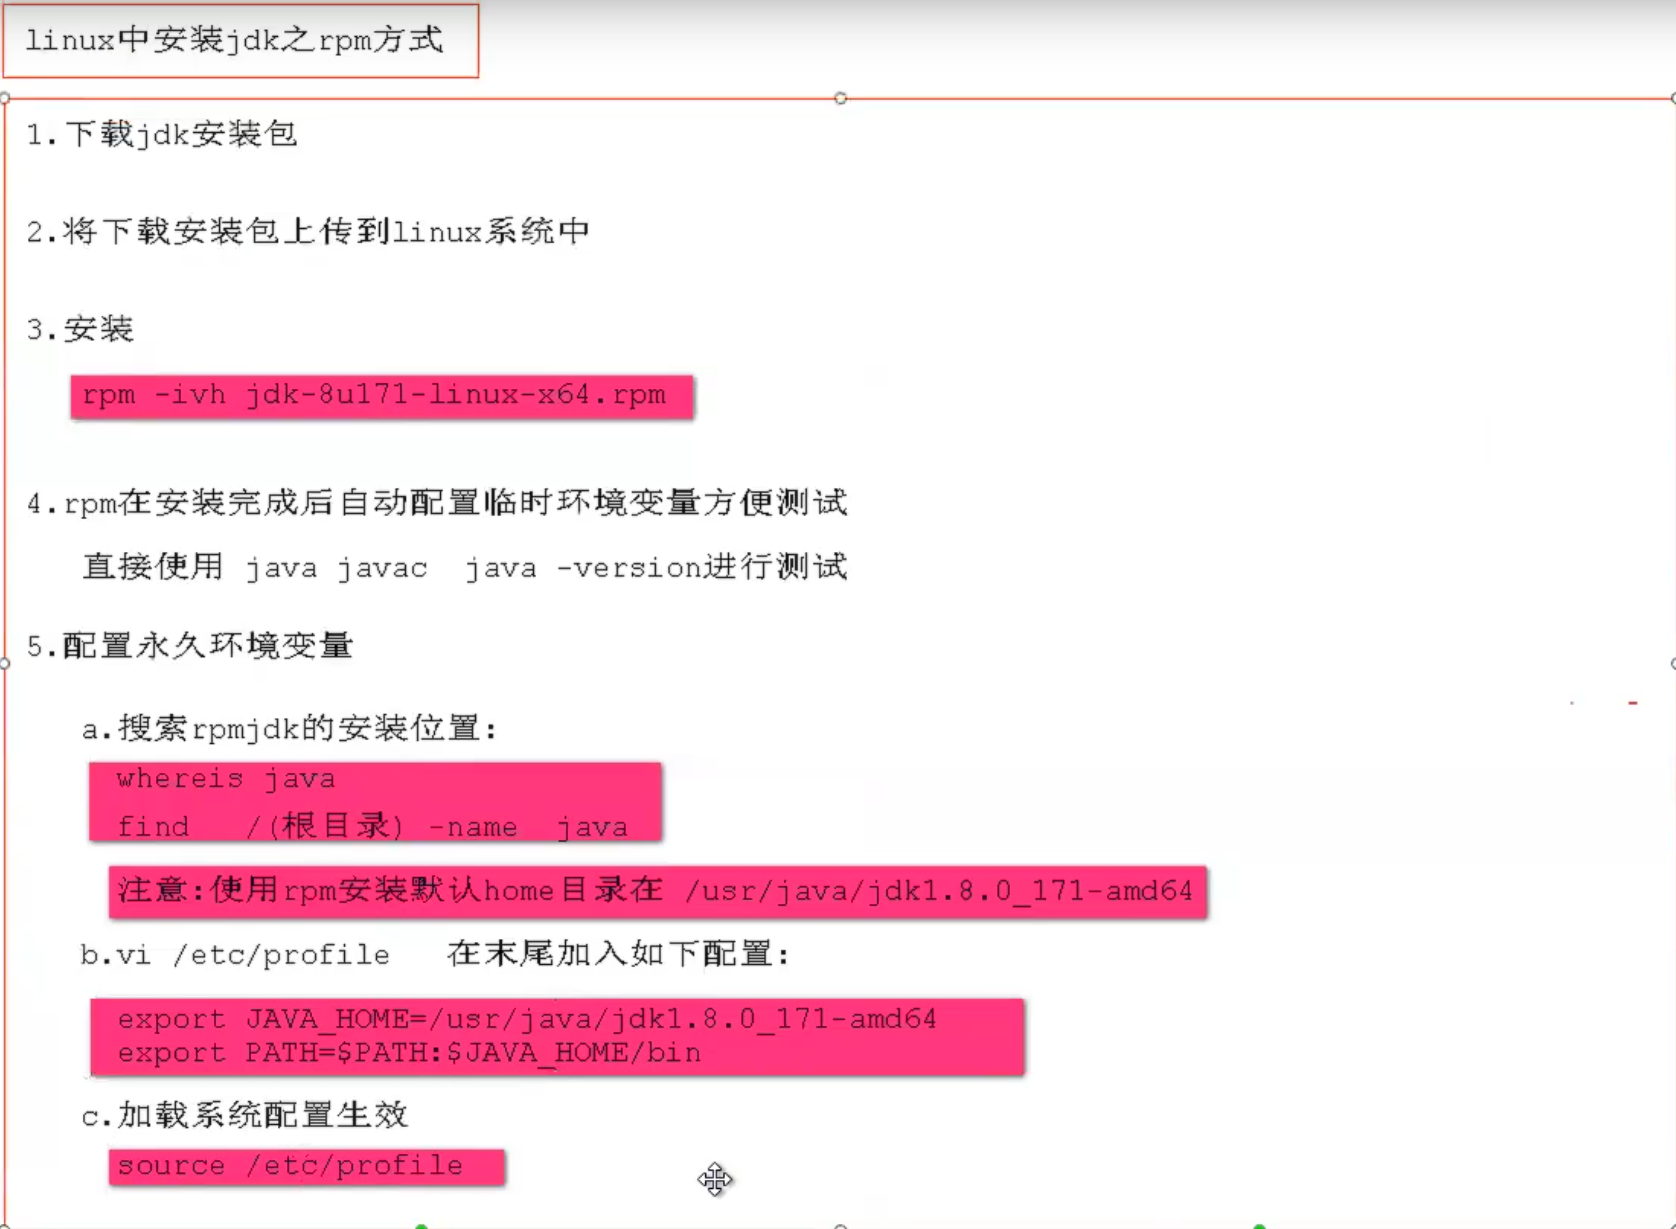 linux中安装jdk之rpm方式
1.下载jdk安装包
2.将下载安装包上传到linux系统中
3.安装
rpm -ivh jdk-8u171-linux-x64.rpm
4.rpm在安装完成后自动配置临时环境变量方便测试
直接使用 java javac  java -version进行测试
5.配置永久环境变量
a.搜索rpmjdk的安装位置:
whereis java
find   /(根目录) -name  java
注意:使用rpm安装默认home目录在 /usr/java/jdk1.8.0_171-amd64
b.vi /etc/profile   在末尾加入如下配置:
export JAVA_HOME=/usr/java/jdk1.8.0_171-amd64
export PATH=$PATH:$JAVA_HOME/bin
c.加载系统配置生效
source /etc/profile